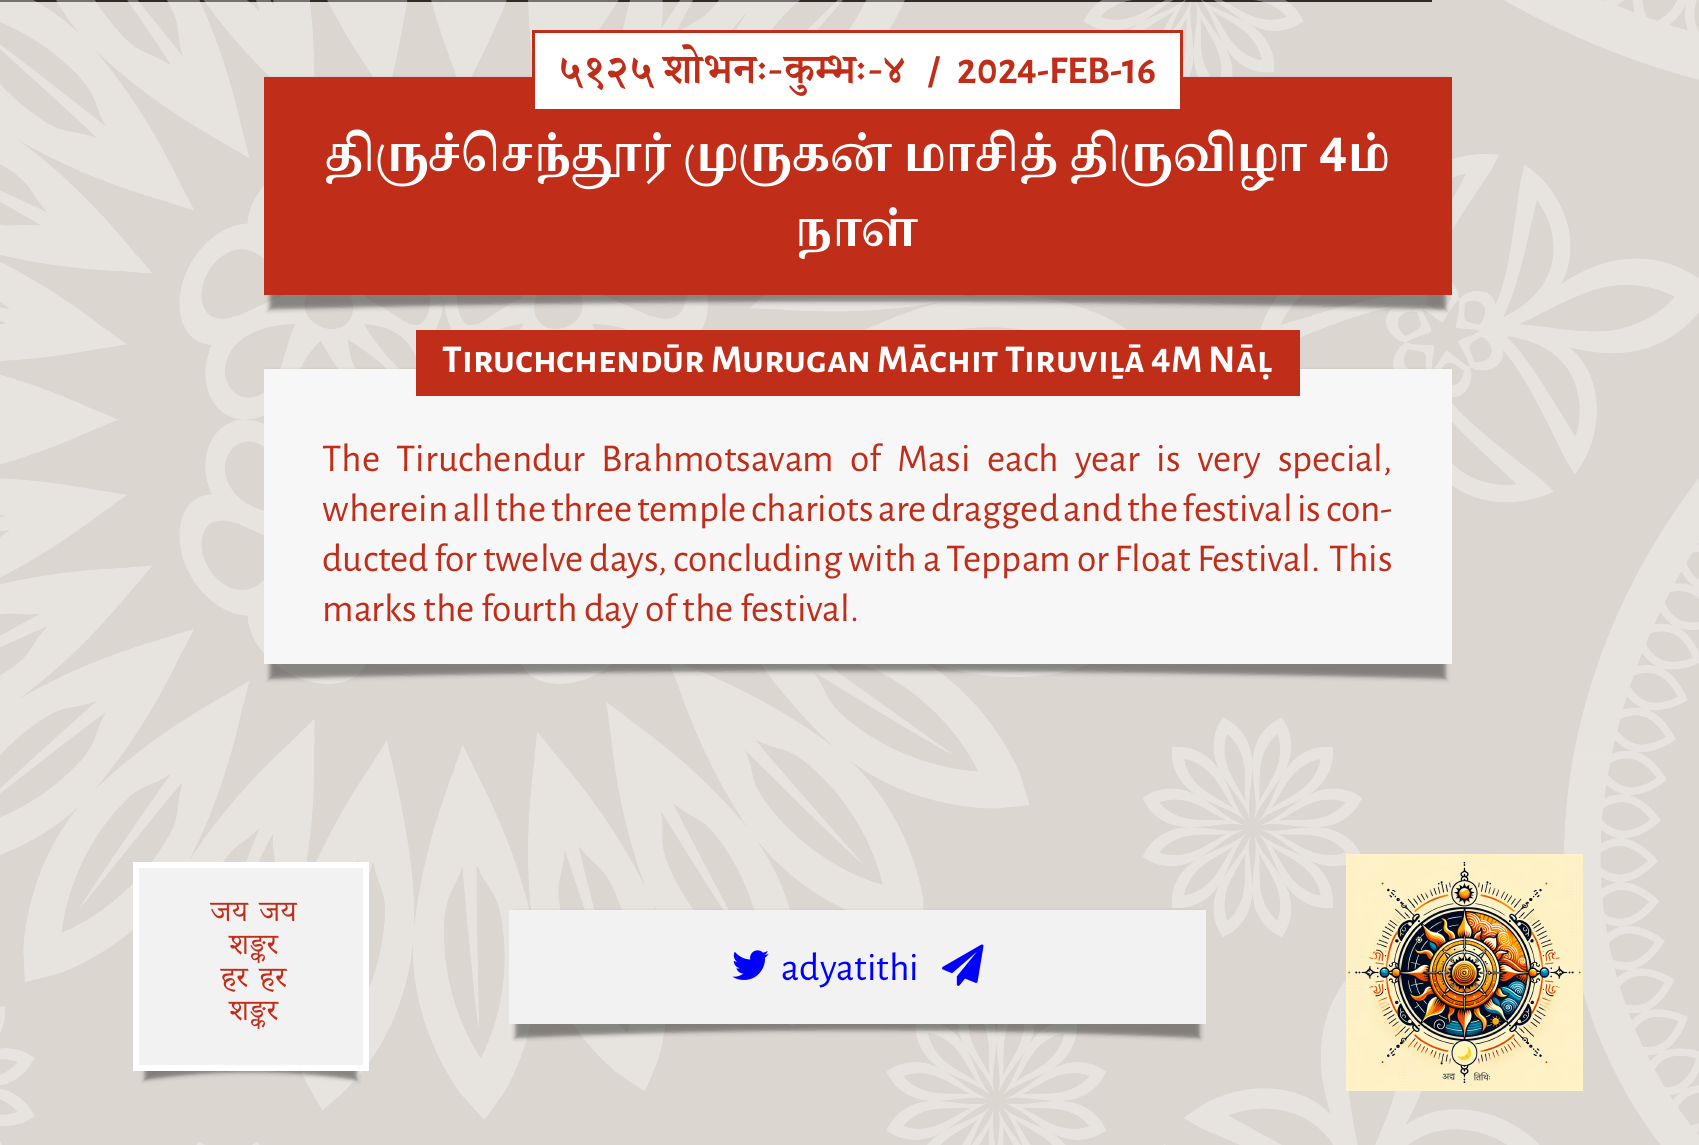 ५१२५ शोभनः-कुम्भः-४ / 2024-FEB-16
திருச்செந்தூர் முருகன் மாசித் திருவிழா 4ம்
நாள்
Tiruchchendūr Murugan Māchit Tiruviḻā 4m Nāḷ
The Tiruchendur Brahmotsavam of Masi each year is very special,
wherein all the three temple chariots are dragged and the festival is con-
ducted for twelve days, concluding with a Teppam or Float Festival. This
marks the fourth day of the festival.
जय जय
शङ्कर
हर हर
शङ्कर
adyatithi
अद्य तिथिः